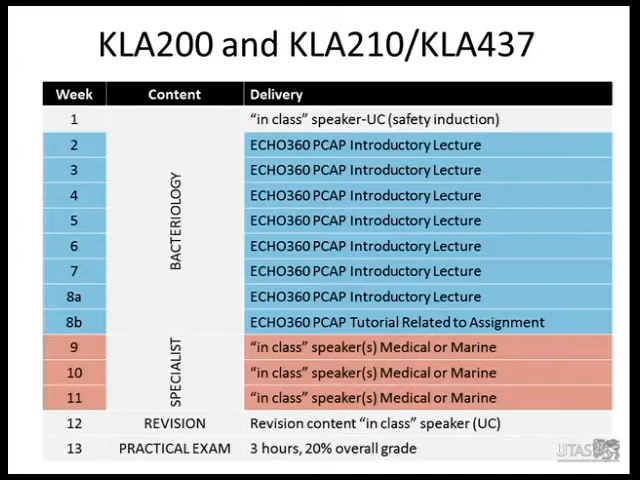 KLA200 and KLA210/KLA437
Week Content Delivery
1 “in class” speaker-UC (safety induction)
2 ECHO360 PCAP Introductory Lecture
3 ECHO360 PCAP Introductory Lecture
4 ECHO360 PCAP Introductory Lecture
5 ECHO360 PCAP Introductory Lecture
6 ECHO360 PCAP Introductory Lecture
7 ECHO360 PCAP Introductory Lecture
8a ECHO360 PCAP Introductory Lecture
8b ECHO360 PCAP Tutorial Related to Assignment
BACTERIOLOGY
9 “in class” speaker(s) Medical or Marine
10 “in class” speaker(s) Medical or Marine
11 “in class” speaker(s) Medical or Marine
SPECIALIST
12 REVISION Revision content “in class” speaker (UC)
13 PRACTICAL EXAM 3 hours, 20% overall grade
UTAS